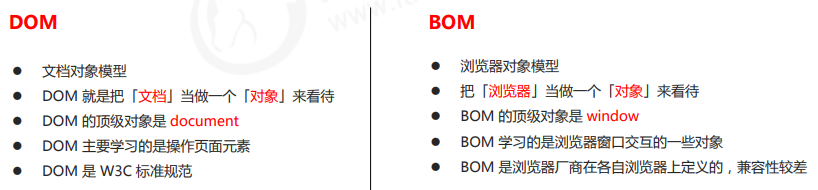 DOM
● 文档对象模型
● DOM 就是把「文档」当做一个「对象」来看待
● DOM 的顶级对象是 document
● DOM 主要学习的是操作页面元素
● DOM 是 W3C 标准规范
BOM
● 浏览器对象模型
● 把「浏览器」当做一个「对象」来看待
● BOM 的顶级对象是 window
● BOM 学习的是浏览器窗口交互的一些对象
● BOM 是浏览器厂商在各自浏览器上定义的，兼容性较差